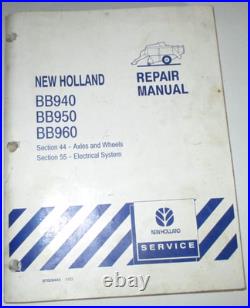 NEW HOLLAND
BB940
BB950
BB960
REPAIR
MANUAL
Section 44 - Axles and Wheels
Section 55 - Electrical System
NEW HOLLAND
SERVICE